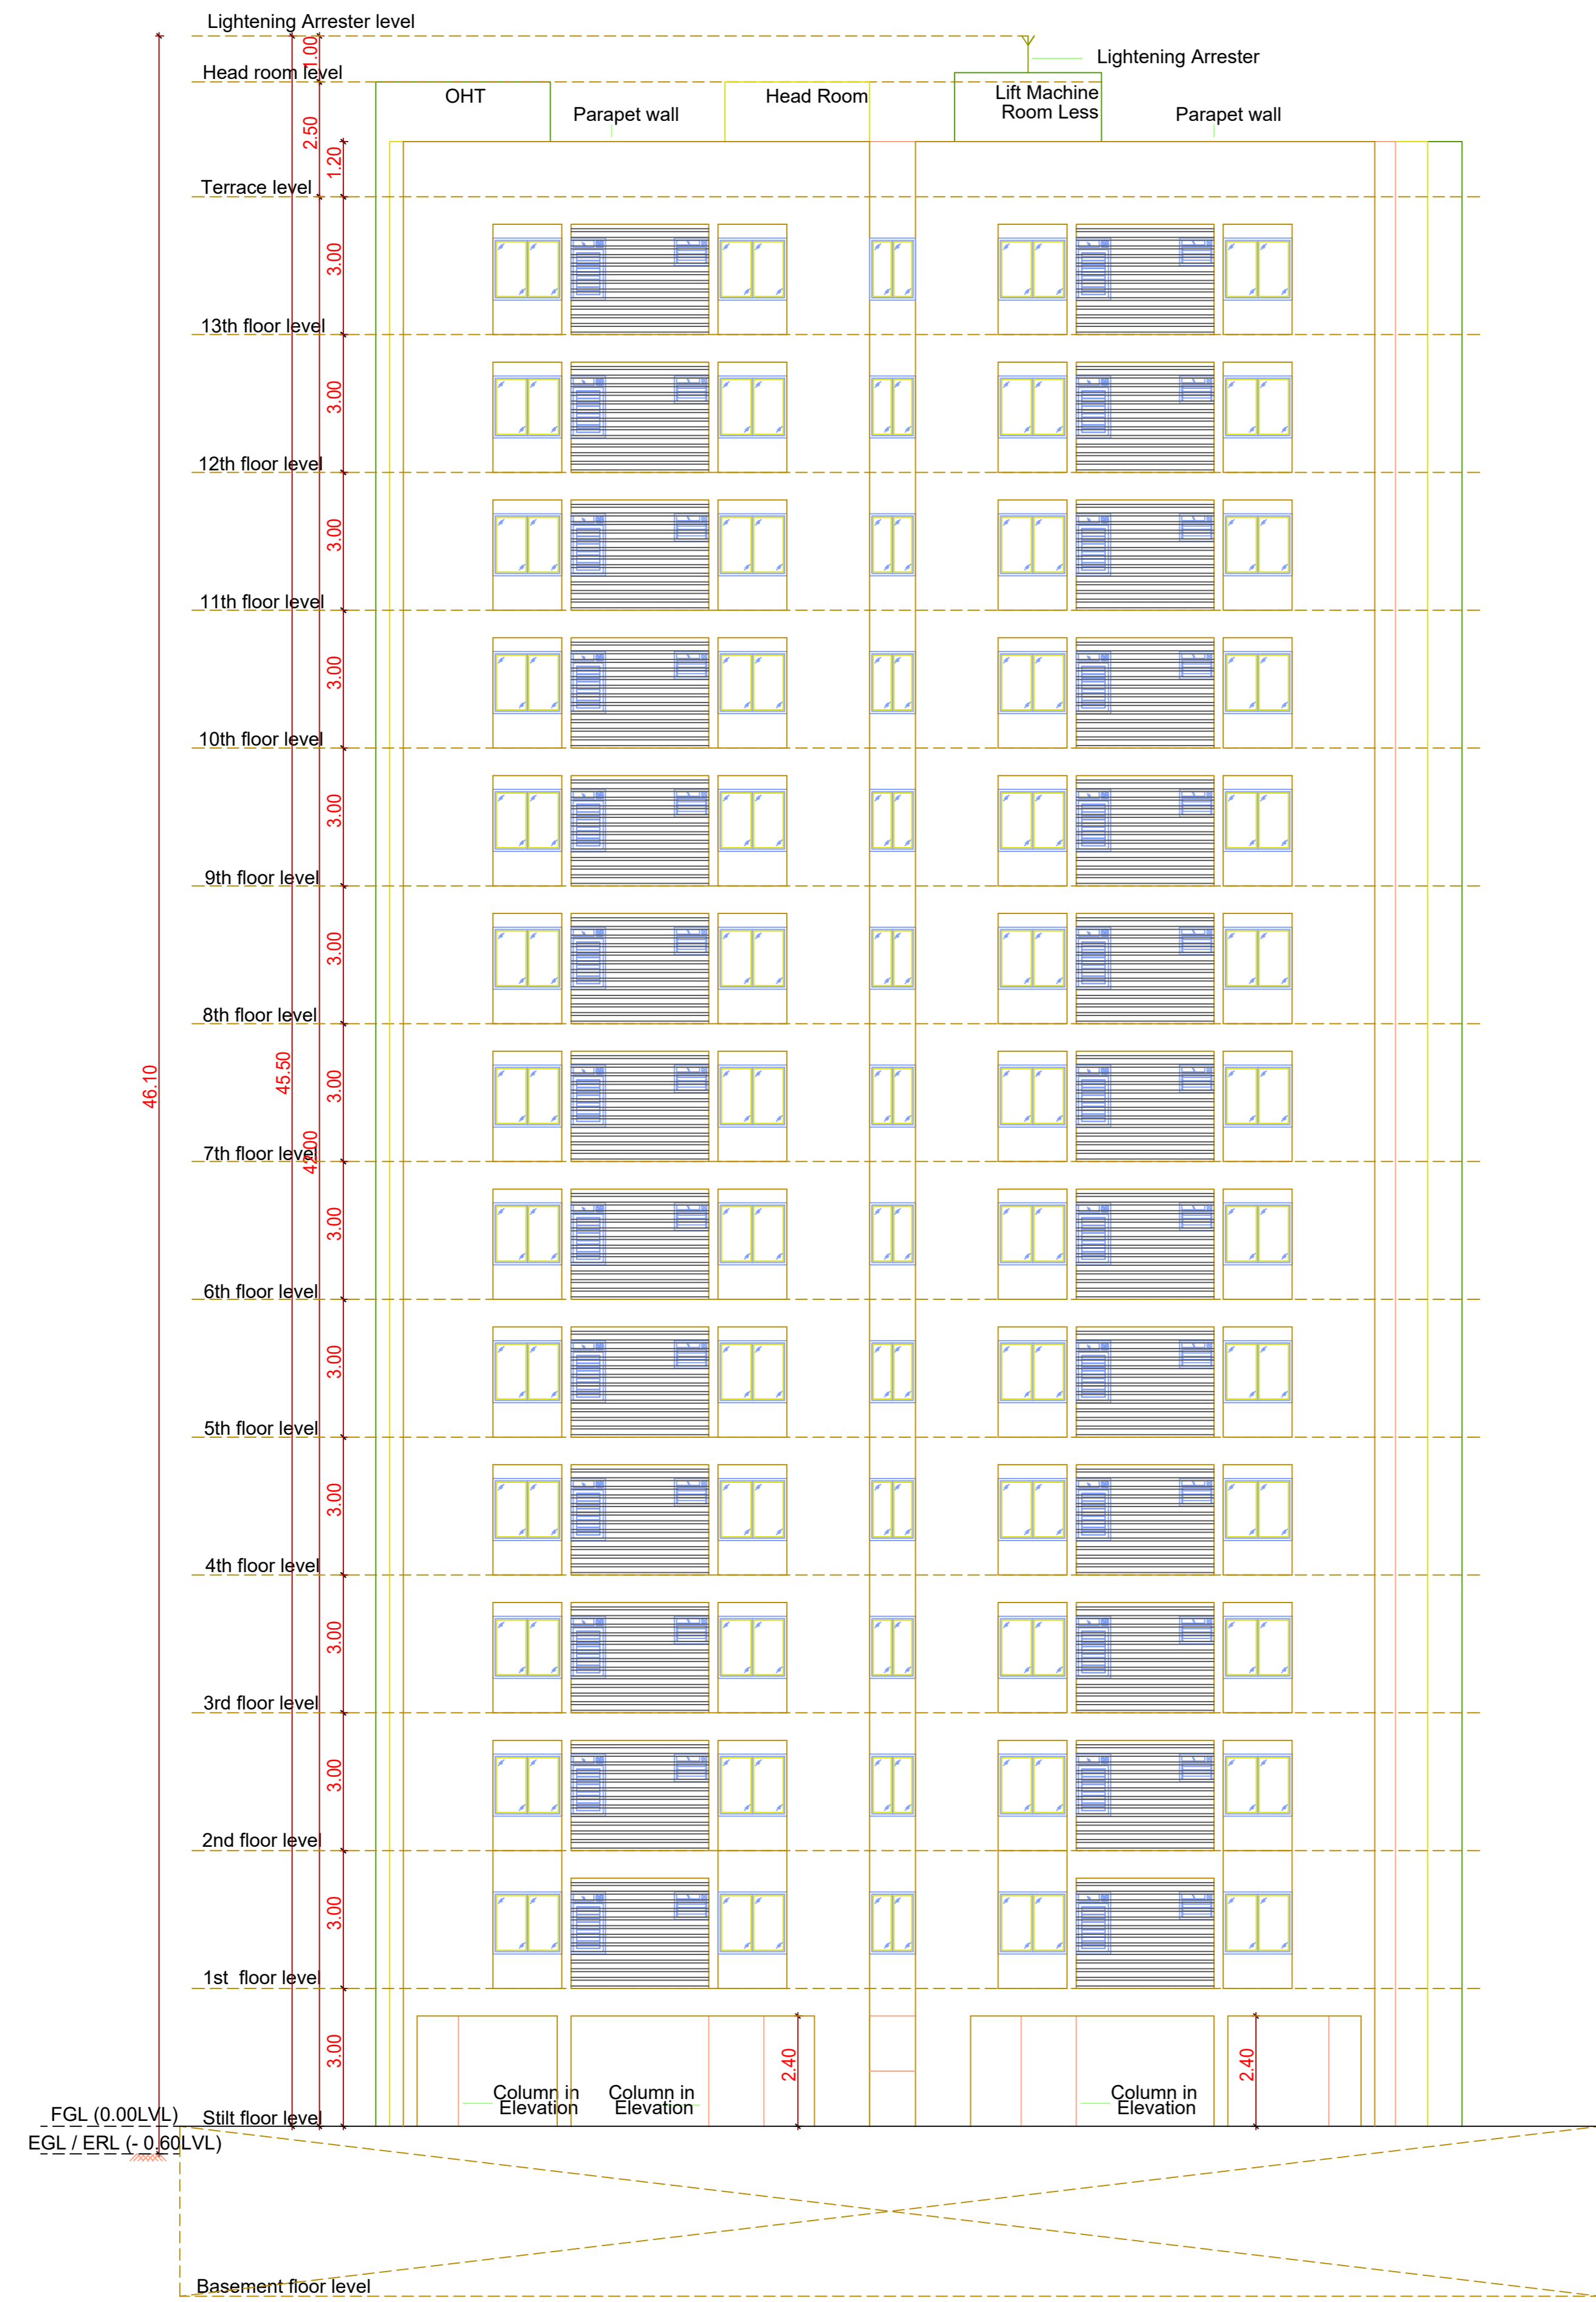 Lightening Arrester level
1.00
Lightening Arrester
Head room level
OHT
Head Room
Lift Machine
Room Less
Parapet wall
Parapet wall
2.50
1.20
Terrace level
3.00
13th floor level
3.00
12th floor level
3.00
11th floor level
3.00
10th floor level
3.00
9th floor level
3.00
8th floor level
46.10
45.50
3.00
42.00
7th floor level
3.00
6th floor level
3.00
5th floor level
3.00
4th floor level
3.00
3rd floor level
3.00
2nd floor level
3.00
1st floor level
3.00
2.40
2.40
Column in
Elevation
Column in
Elevation
Column in
Elevation
FGL (0.00LVL)
Stilt floor level
EGL / ERL (- 0.60LVL)
Basement floor level